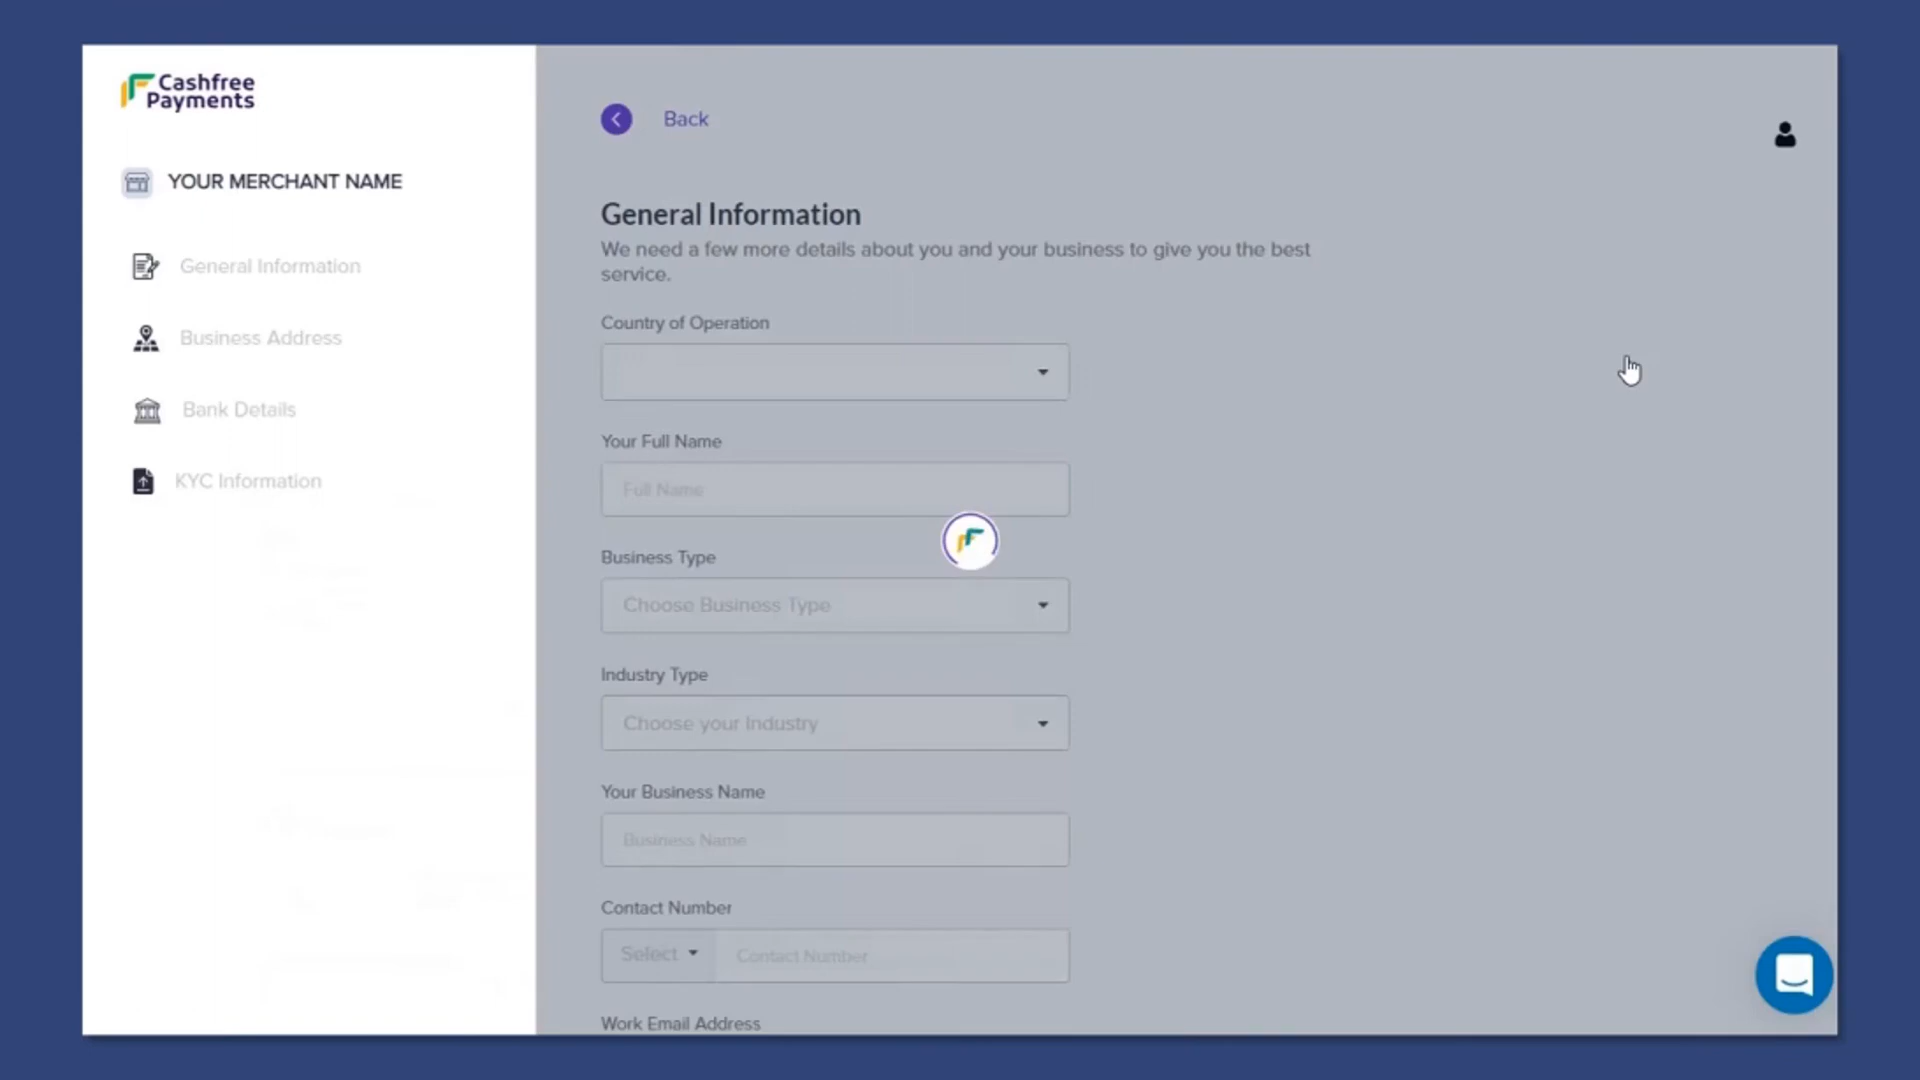 Cashfree
Payments
YOUR MERCHANT NAME
General Information
Business Address
Bank Details
KYC Information
Back
General Information
We need a few more details about you and your business to give you the best
service.
Country of Operation
Your Full Name
Full Name
Business Type
Choose Business Type
Industry Type
Choose your Industry
Your Business Name
Business Name
Contact Number
Select
Contact Number
Work Email Address